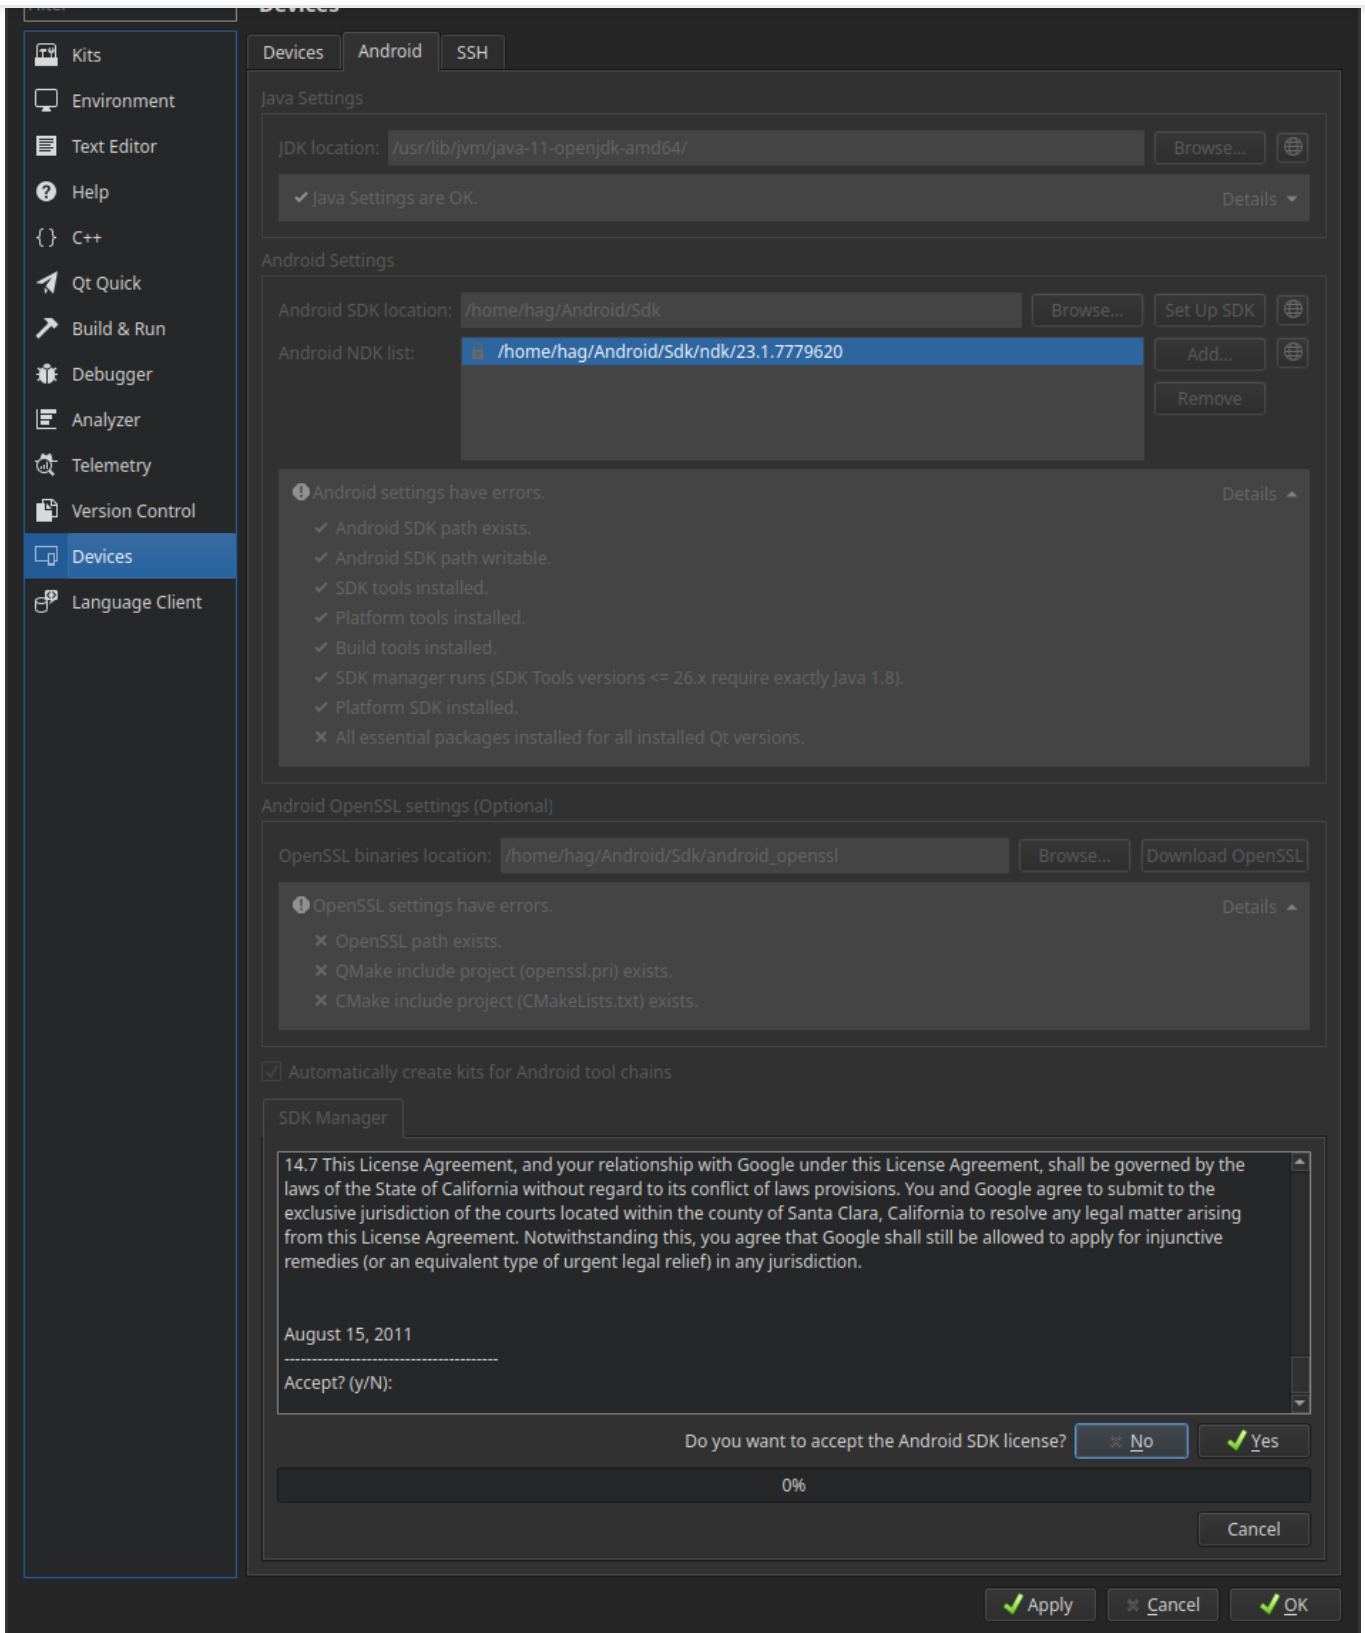 Devices
Kits
Environment
Text Editor
Help
C++
Qt Quick
Build & Run
Debugger
Analyzer
Telemetry
Version Control
Devices
Language Client
Devices
Android
SSH
Java Settings
JDK location: /usr/lib/jvm/java-11-openjdk-amd64/ Browse...
Java Settings are OK. Details
Android Settings
Android SDK location: /home/hag/Android/Sdk Browse... Set Up SDK
Android NDK list: /home/hag/Android/Sdk/ndk/23.1.7779620 Add...
Remove
Android settings have errors. Details
Android SDK path exists.
Android SDK path writable.
SDK tools installed.
Platform tools installed.
Build tools installed.
SDK manager runs (SDK Tools versions <= 26.x require exactly Java 1.8).
Platform SDK installed.
All essential packages installed for all installed Qt versions.
Android OpenSSL settings (Optional)
OpenSSL binaries location: /home/hag/Android/Sdk/android_openssl Browse... Download OpenSSL
OpenSSL settings have errors. Details
OpenSSL path exists.
QMake include project (openssl.pri) exists.
CMake include project (CMakeLists.txt) exists.
Automatically create kits for Android tool chains
SDK Manager
14.7 This License Agreement, and your relationship with Google under this License Agreement, shall be governed by the
laws of the State of California without regard to its conflict of laws provisions. You and Google agree to submit to the
exclusive jurisdiction of the courts located within the county of Santa Clara, California to resolve any legal matter arising
from this License Agreement. Notwithstanding this, you agree that Google shall still be allowed to apply for injunctive
remedies (or an equivalent type of urgent legal relief) in any jurisdiction.
August 15, 2011
---------------------------------------
Accept? (y/N):
Do you want to accept the Android SDK license? No Yes
0%
Cancel
Apply Cancel OK